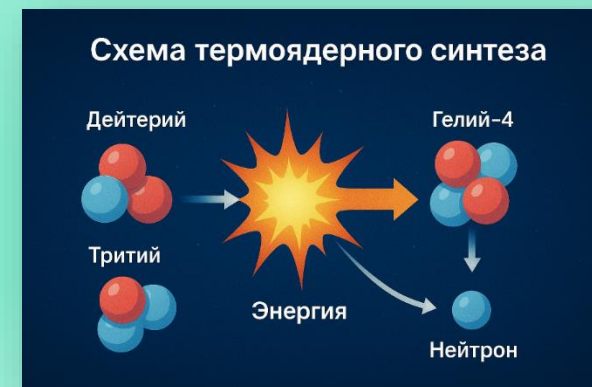 Схема термоядерного синтеза
Дейтерий
Гелий-4
Тритий
Энергия
Нейтрон